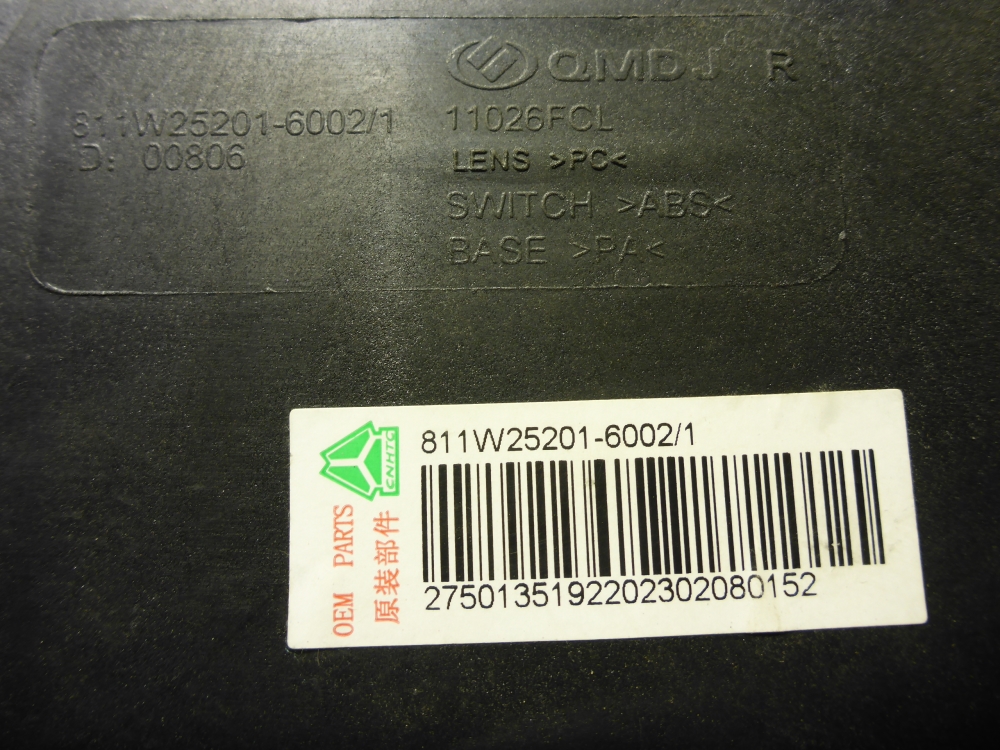 QMDJ R
811W25201-6002/1
11026FCL
D: 00806
LENS >PC<
SWITCH >ABS<
BASE >PA<
CNHTC
OEM PARTS
原装部件
811W25201-6002/1
2750135192202302080152